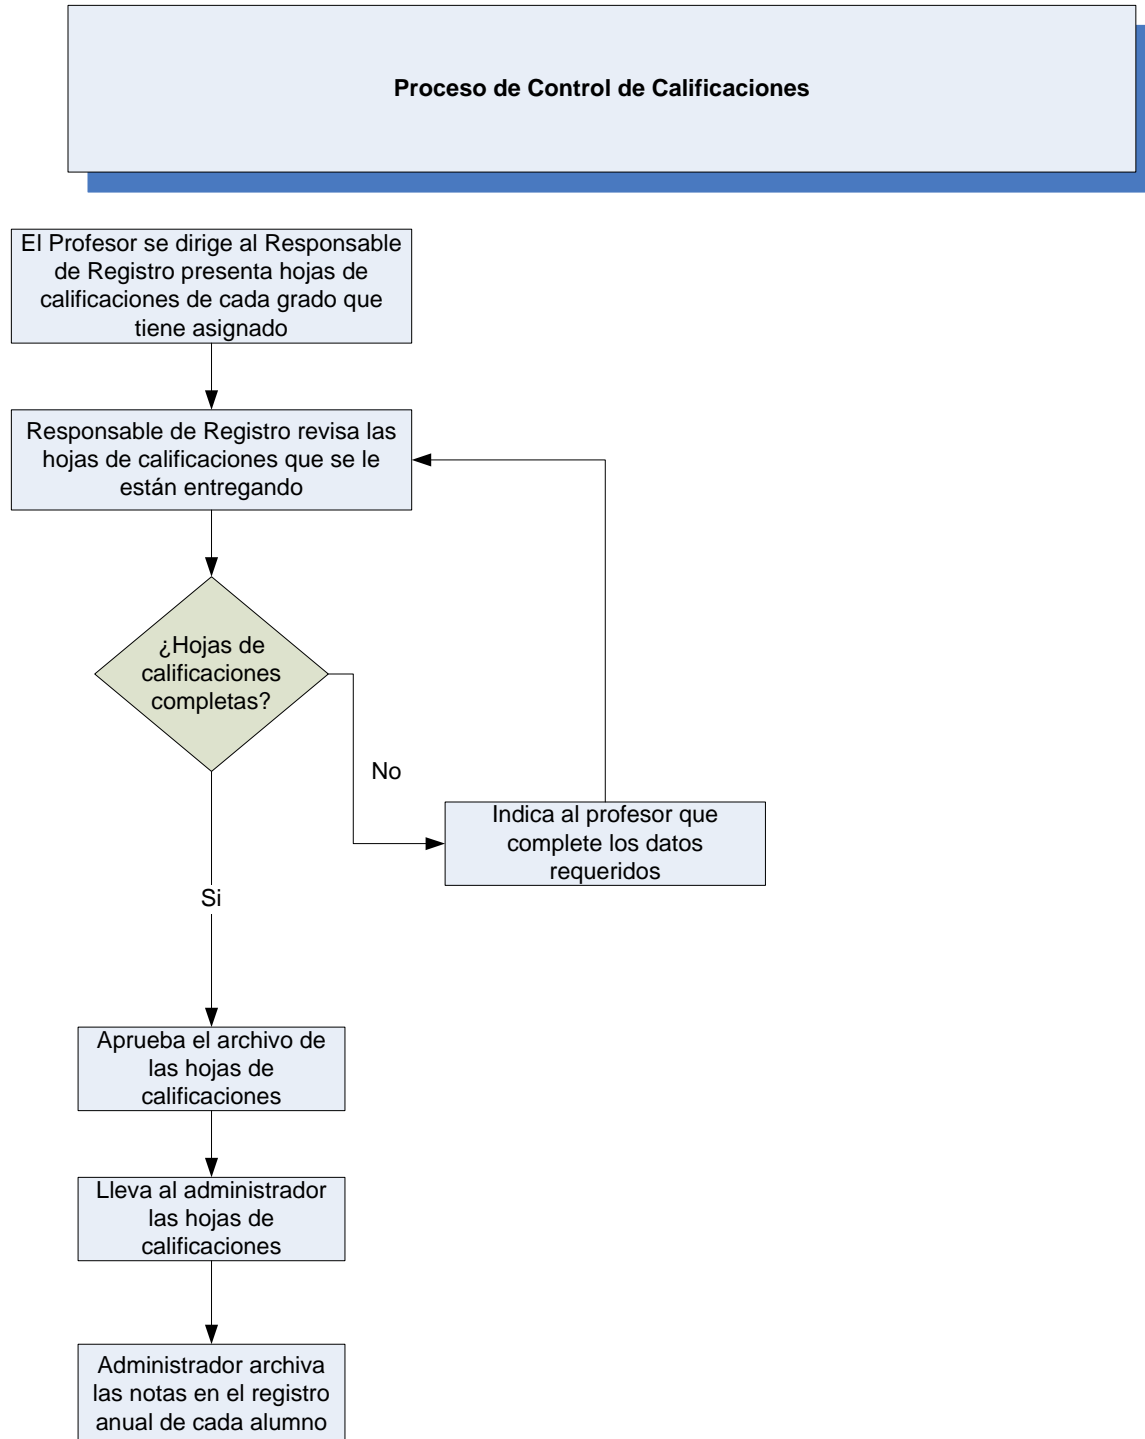 Proceso de Control de Calificaciones
El Profesor se dirige al Responsable
de Registro presenta hojas de
calificaciones de cada grado que
tiene asignado
Responsable de Registro revisa las
hojas de calificaciones que se le
están entregando
¿Hojas de
calificaciones
completas?
No
Indica al profesor que
complete los datos
requeridos
Si
Aprueba el archivo de
las hojas de
calificaciones
Lleva al administrador
las hojas de
calificaciones
Administrador archiva
las notas en el registro
anual de cada alumno